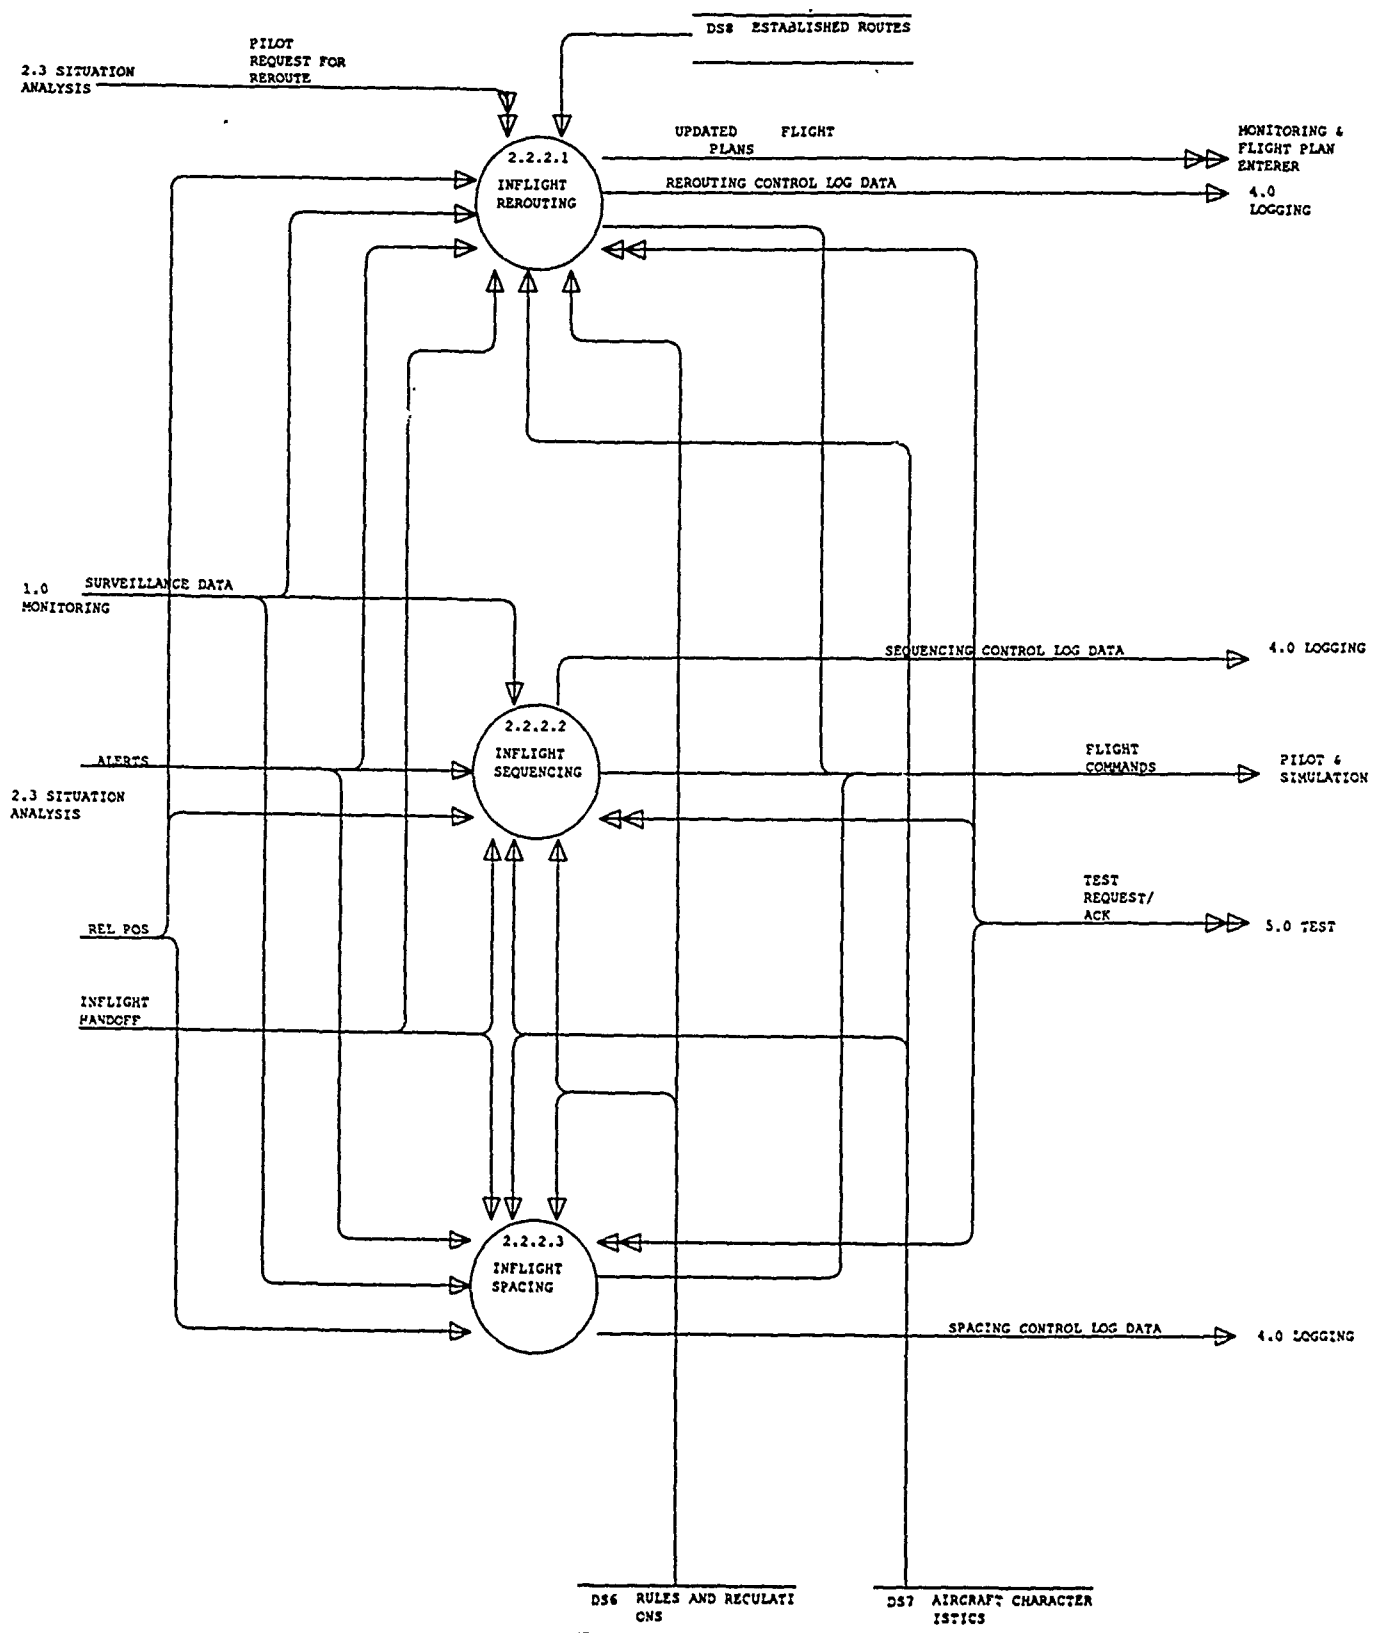 DS8 ESTABLISHED ROUTES
PILOT
REQUEST FOR
REROUTE
2.3 SITUATION
ANALYSIS
UPDATED FLIGHT
PLANS
MONITORING &
FLIGHT PLAN
ENTERER
2.2.2.1
INFLIGHT
REROUTING
REROUTING CONTROL LOG DATA
4.0
LOGGING
1.0
MONITORING
SURVEILLANCE DATA
SEQUENCING CONTROL LOG DATA
4.0 LOGGING
2.2.2.2
INFLIGHT
SEQUENCING
ALERTS
FLIGHT
COMMANDS
PILOT &
SIMULATION
2.3 SITUATION
ANALYSIS
TEST
REQUEST/
ACK
5.0 TEST
REL POS
INFLIGHT
HANDOFF
2.2.2.3
INFLIGHT
SPACING
SPACING CONTROL LOG DATA
4.0 LOGGING
DS6 RULES AND RECULATI
ONS
DS7 AIRCRAFT CHARACTER
ISTICS